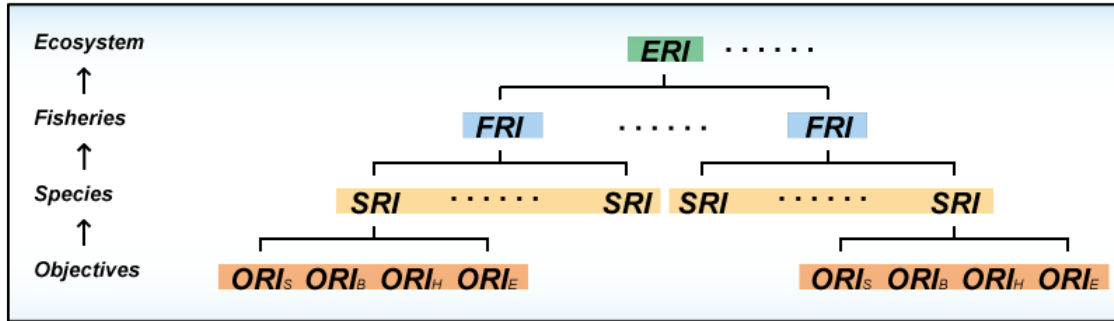 Ecosystem ERI ......
Fisheries FRI ...... FRI
Species SRI ...... SRI SRI ...... SRI
Objectives ORIS ORIB ORIH ORIE ORIS ORIB ORIH ORIE